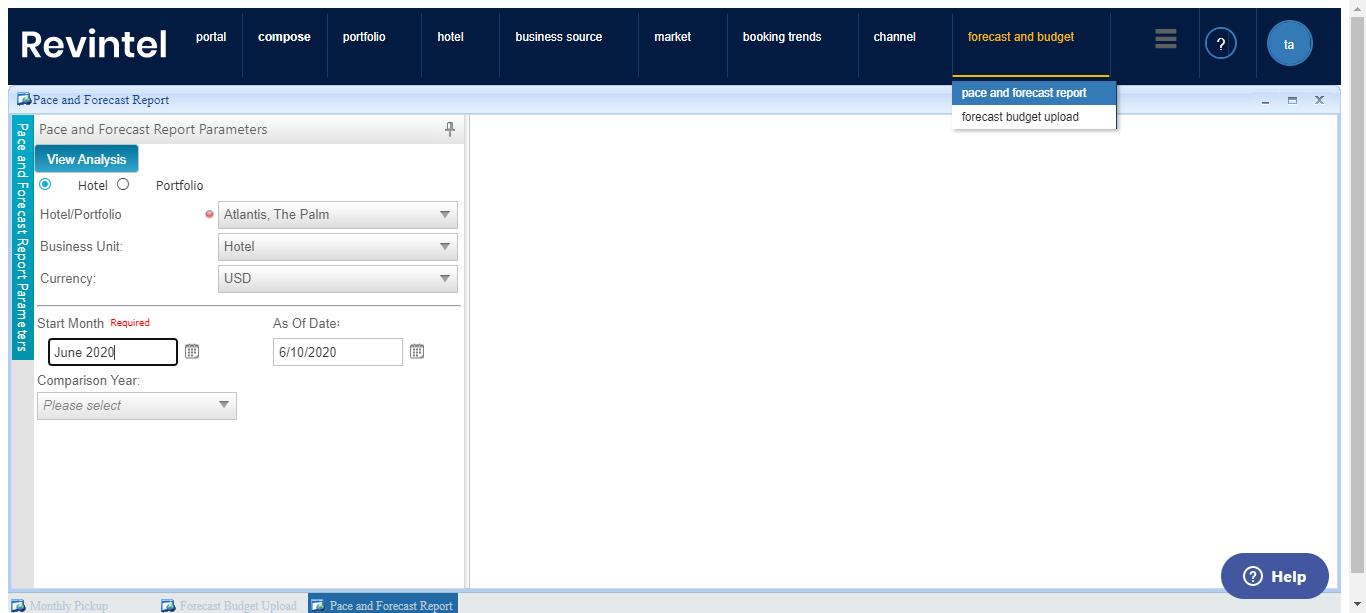 Revintel portal compose portfolio hotel business source market booking trends channel forecast and budget ? ta
Pace and Forecast Report
pace and forecast report
forecast budget upload
Pace and Forecast Report Parameters
Pace and Forecast Report Parameters
View Analysis
Hotel Portfolio
Hotel/Portfolio Atlantis, The Palm
Business Unit: Hotel
Currency: USD
Start Month Required As Of Date:
June 2020 6/10/2020
Comparison Year:
Please select
? Help
Monthly Pickup Forecast Budget Upload Pace and Forecast Report